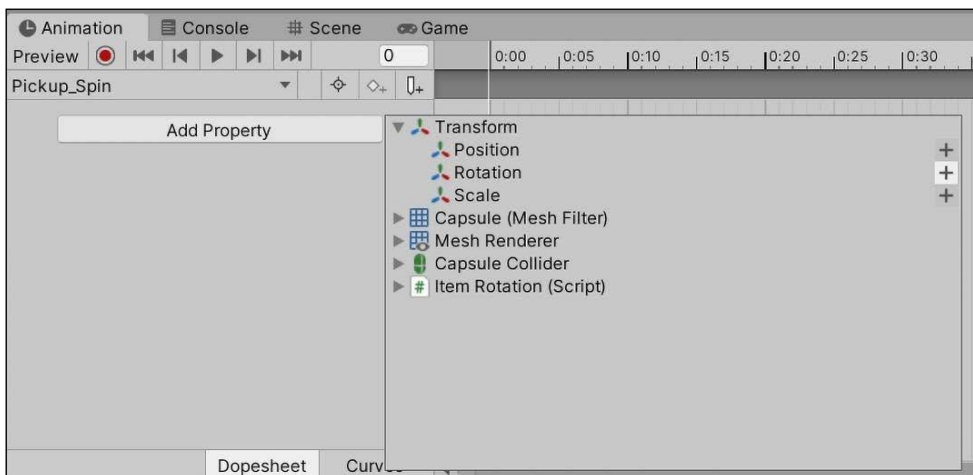 Animation Console # Scene Game
Preview 0 0:00 0:05 0:10 0:15 0:20 0:25 0:30
Pickup_Spin
Add Property
Transform
Position
Rotation
Scale
Capsule (Mesh Filter)
Mesh Renderer
Capsule Collider
# Item Rotation (Script)
Dopesheet